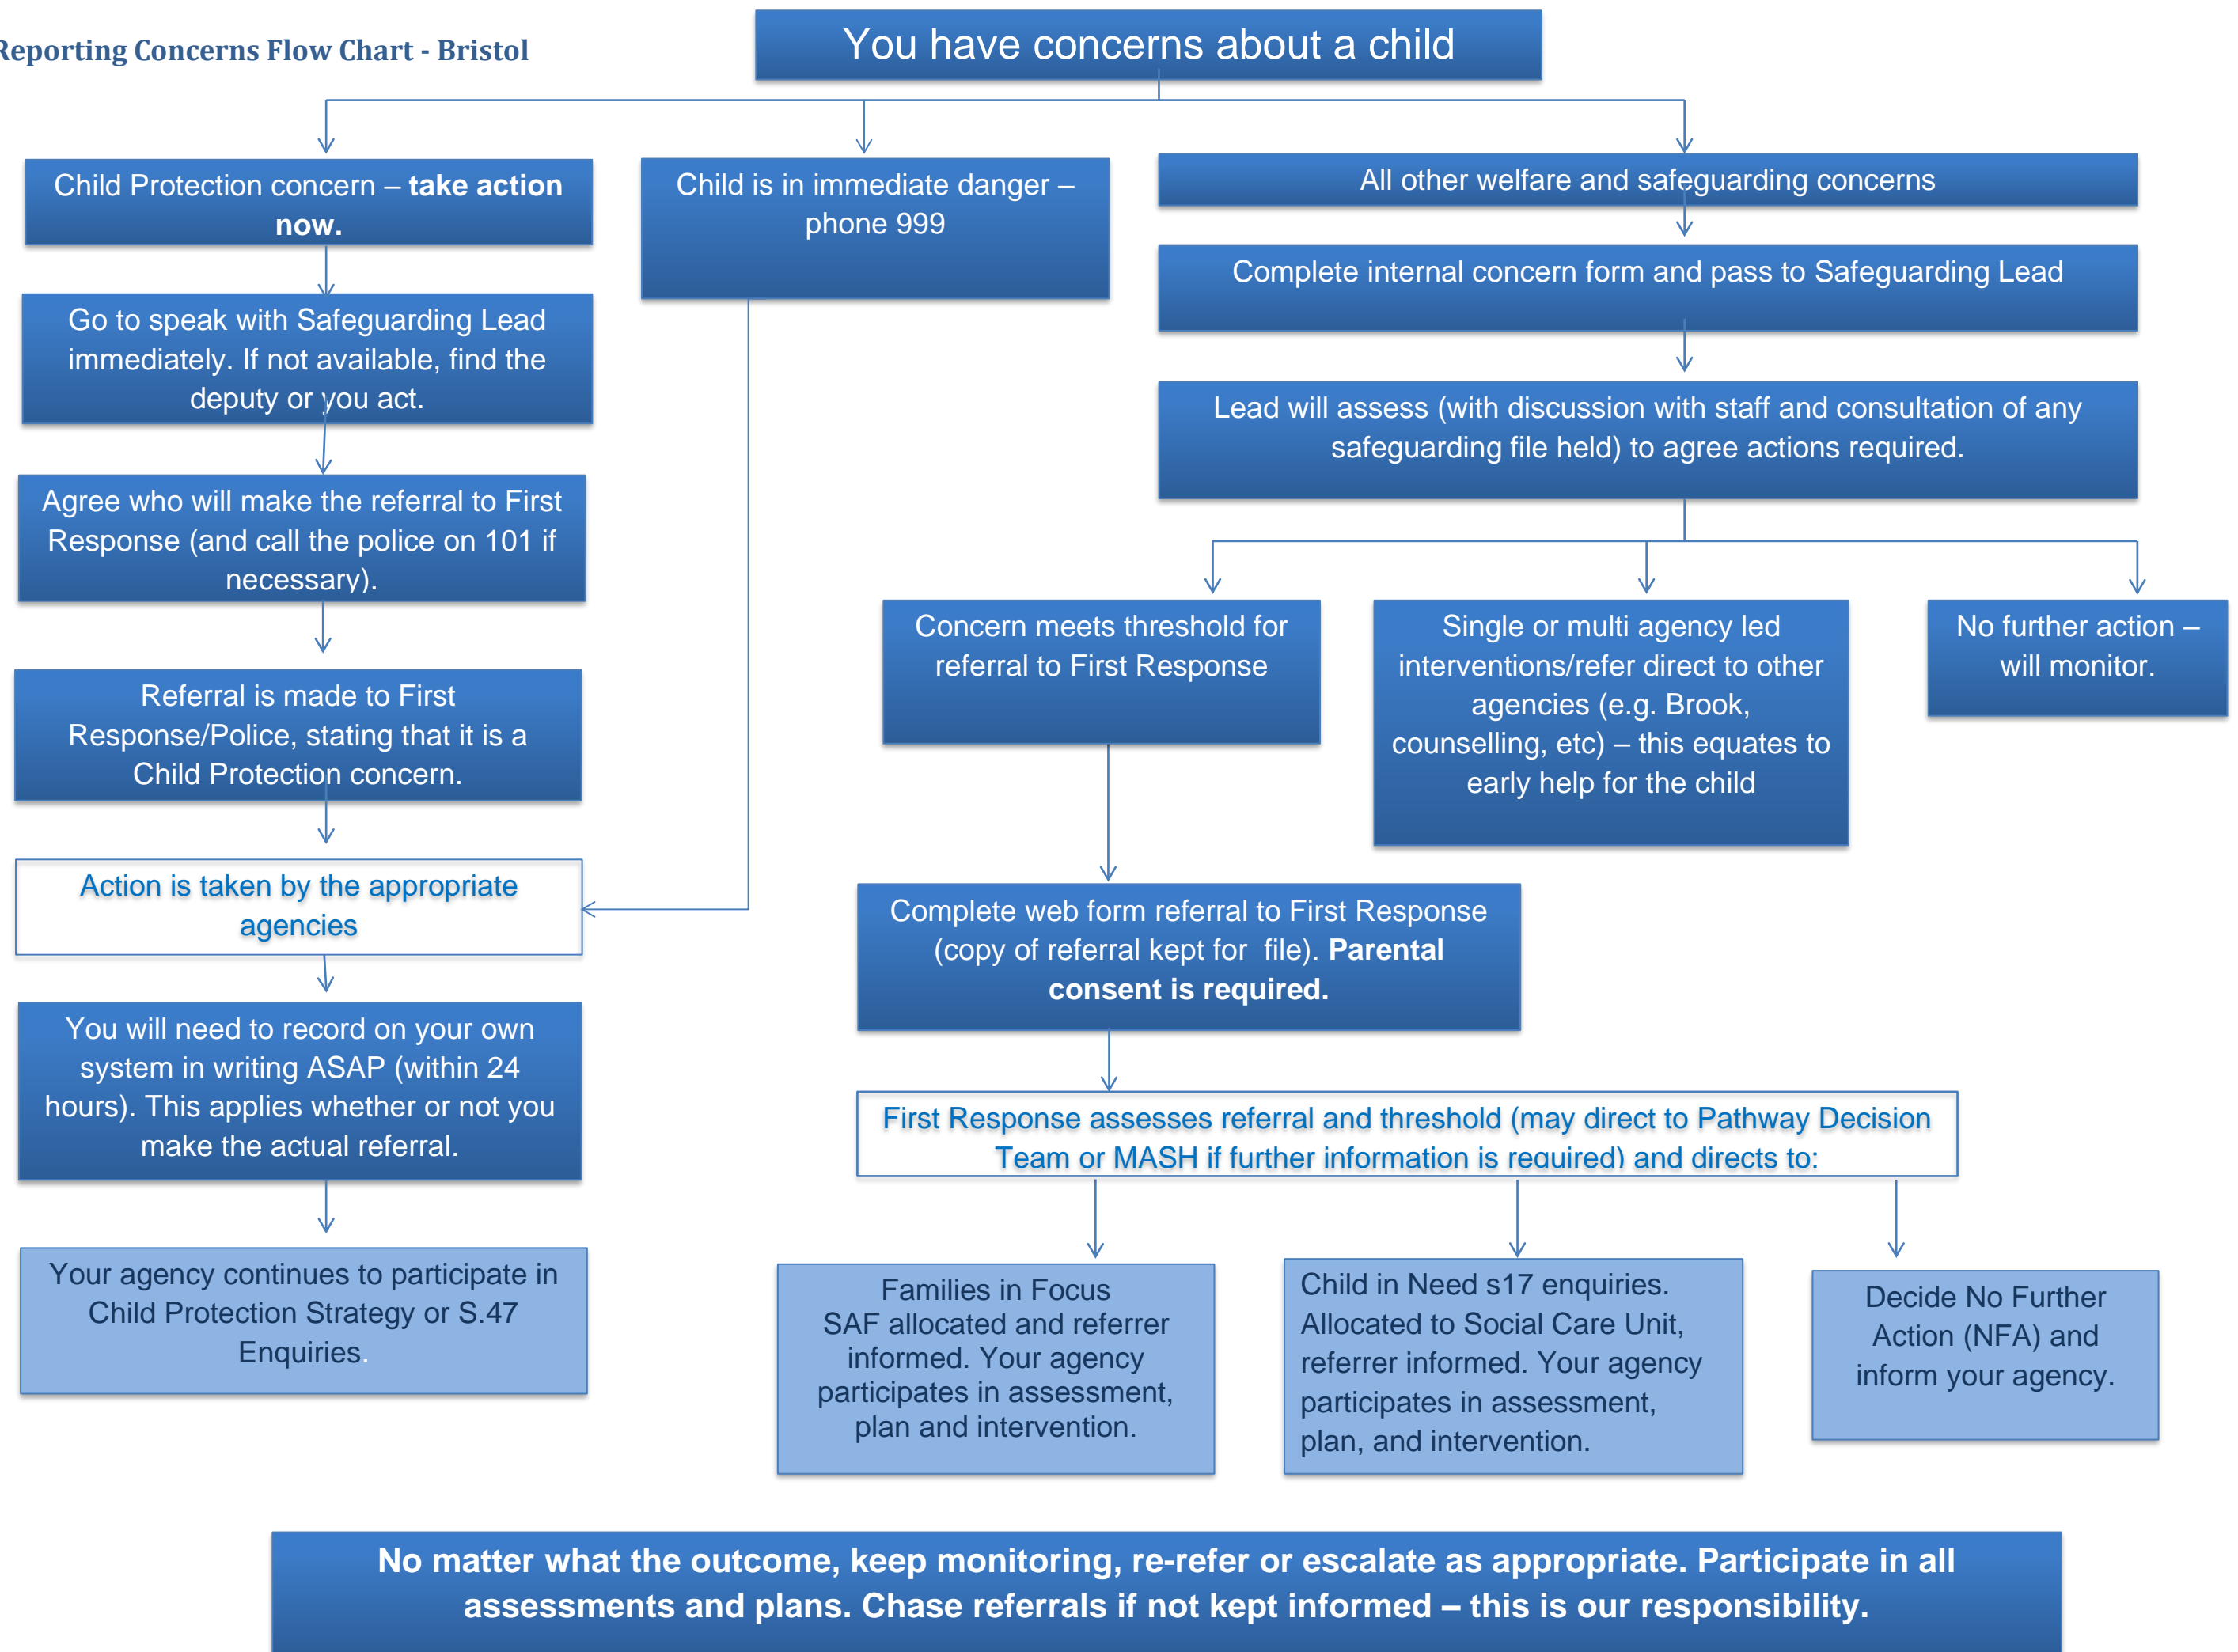 Reporting Concerns Flow Chart - Bristol
You have concerns about a child
Child Protection concern – take action
now.
Go to speak with Safeguarding Lead
immediately. If not available, find the
deputy or you act.
Agree who will make the referral to First
Response (and call the police on 101 if
necessary).
Referral is made to First
Response/Police, stating that it is a
Child Protection concern.
Action is taken by the appropriate
agencies
You will need to record on your own
system in writing ASAP (within 24
hours). This applies whether or not you
make the actual referral.
Your agency continues to participate in
Child Protection Strategy or S.47
Enquiries.
Child is in immediate danger –
phone 999
All other welfare and safeguarding concerns
Complete internal concern form and pass to Safeguarding Lead
Lead will assess (with discussion with staff and consultation of any
safeguarding file held) to agree actions required.
Concern meets threshold for
referral to First Response
Single or multi agency led
interventions/refer direct to other
agencies (e.g. Brook,
counselling, etc) – this equates to
early help for the child
No further action –
will monitor.
Complete web form referral to First Response
(copy of referral kept for  file). Parental
consent is required.
First Response assesses referral and threshold (may direct to Pathway Decision
Team or MASH if further information is required) and directs to:
Families in Focus
SAF allocated and referrer
informed. Your agency
participates in assessment,
plan and intervention.
Child in Need s17 enquiries.
Allocated to Social Care Unit,
referrer informed. Your agency
participates in assessment,
plan, and intervention.
Decide No Further
Action (NFA) and
inform your agency.
No matter what the outcome, keep monitoring, re-refer or escalate as appropriate. Participate in all
assessments and plans. Chase referrals if not kept informed – this is our responsibility.